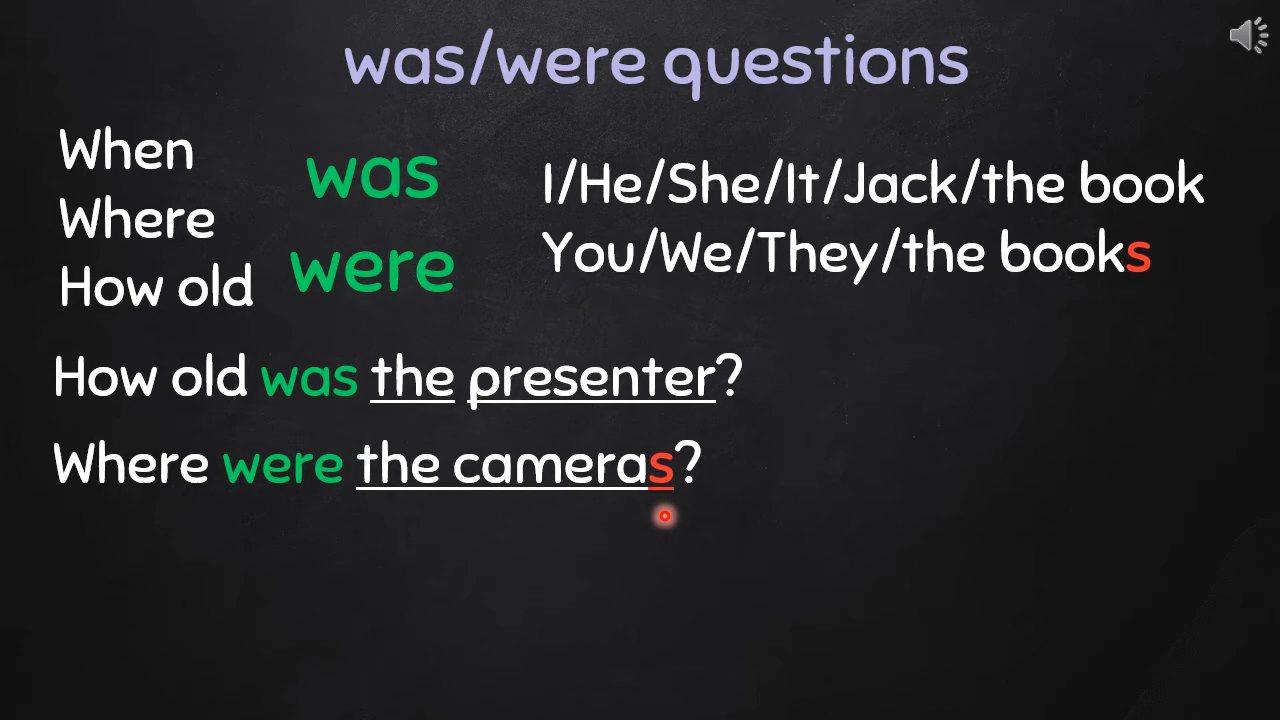 was/were questions
When
Where
How old
was
were
I/He/She/It/Jack/the book
You/We/They/the books
How old was the presenter?
Where were the cameras?